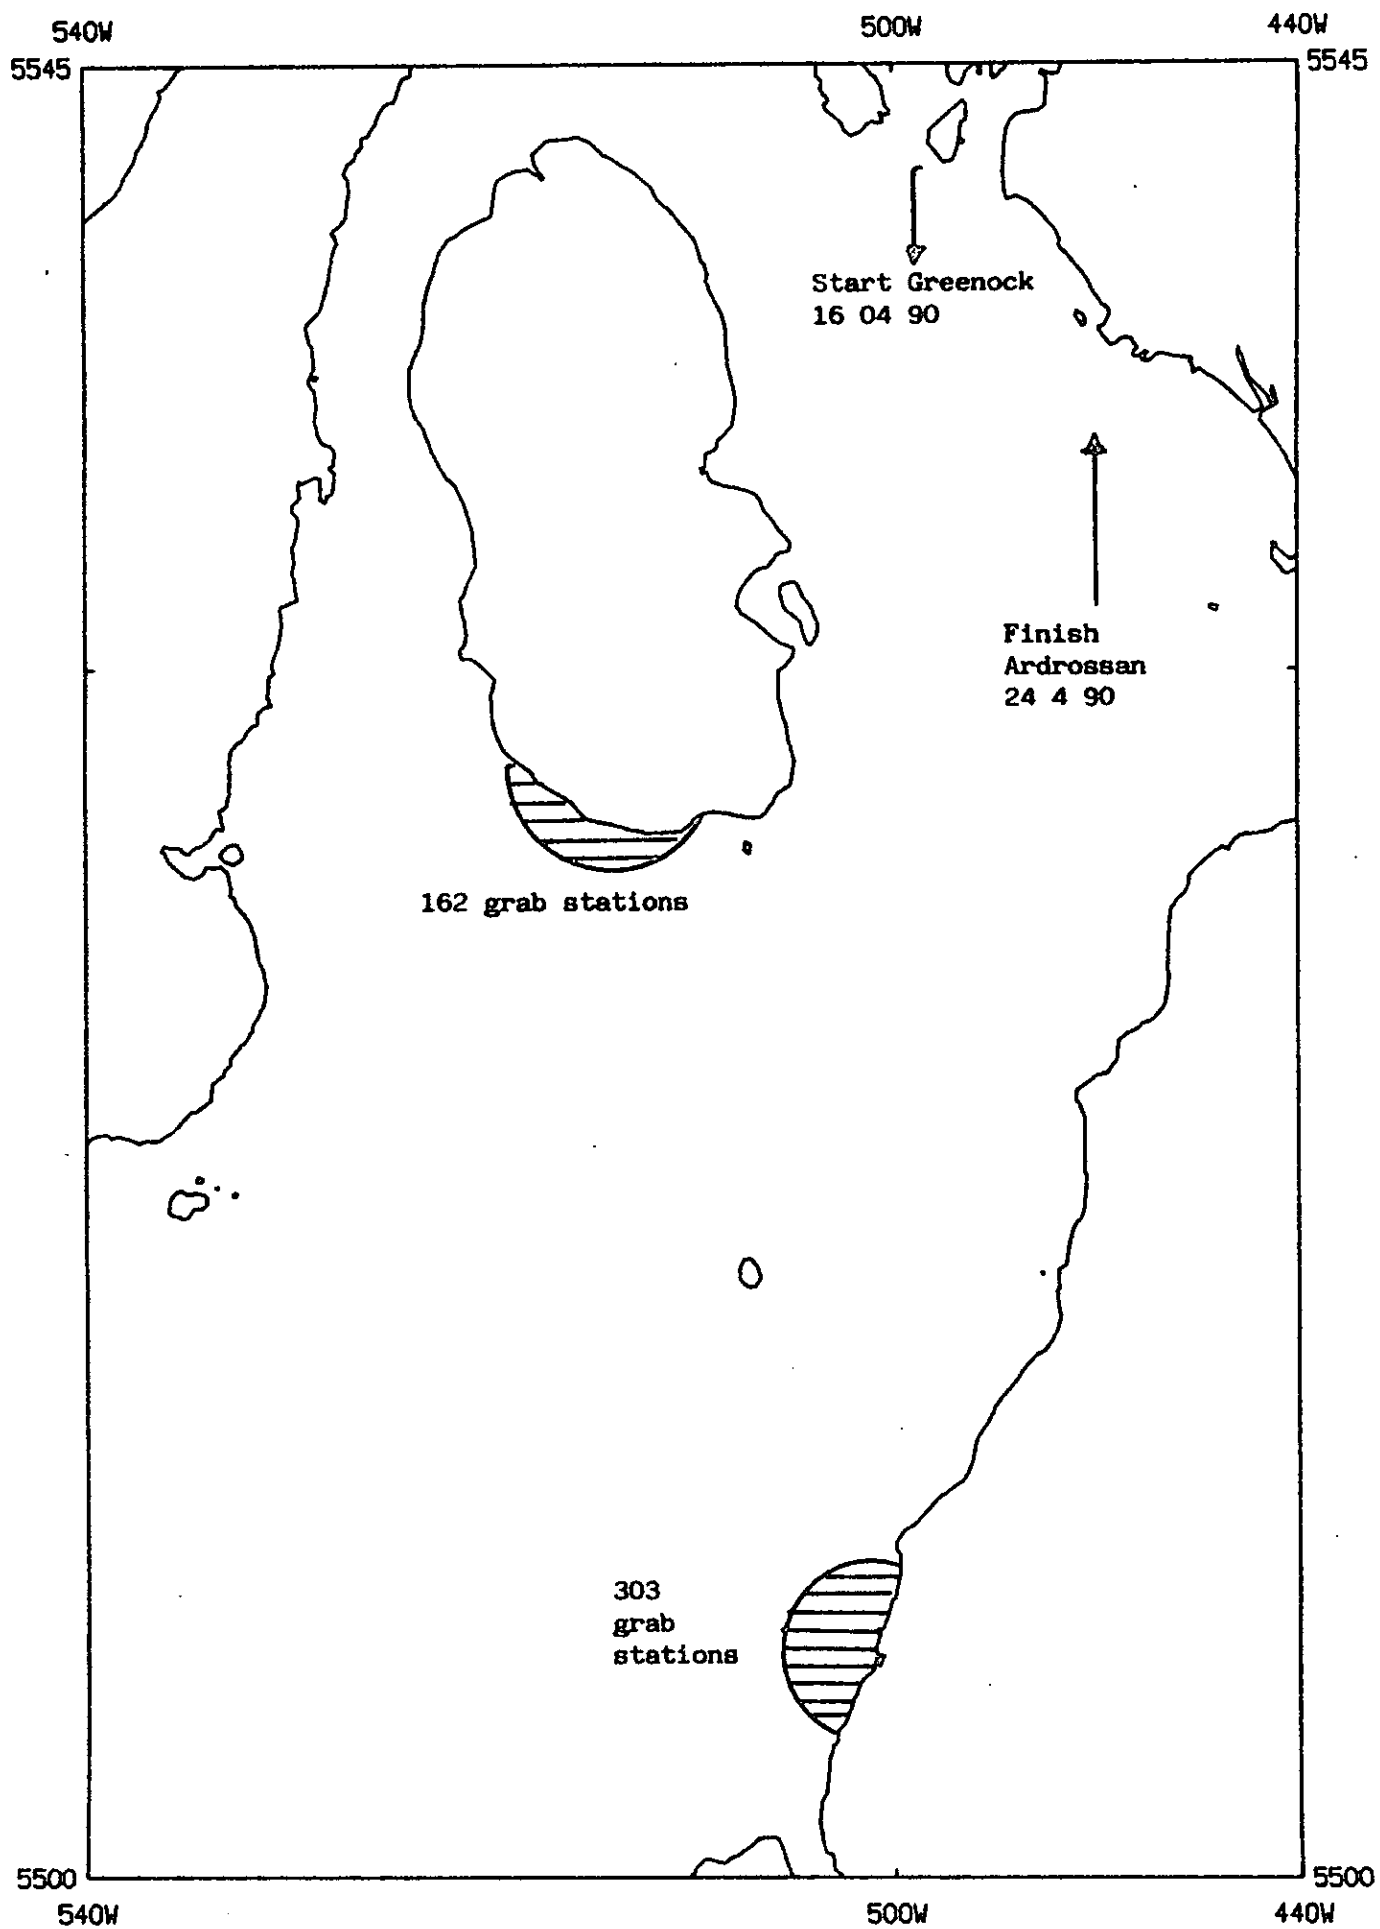 540W 500W 440W
5545 5545
Start Greenock
16 04 90
Finish
Ardrossan
24 4 90
162 grab stations
303
grab
stations
5500 5500
540W 500W 440W